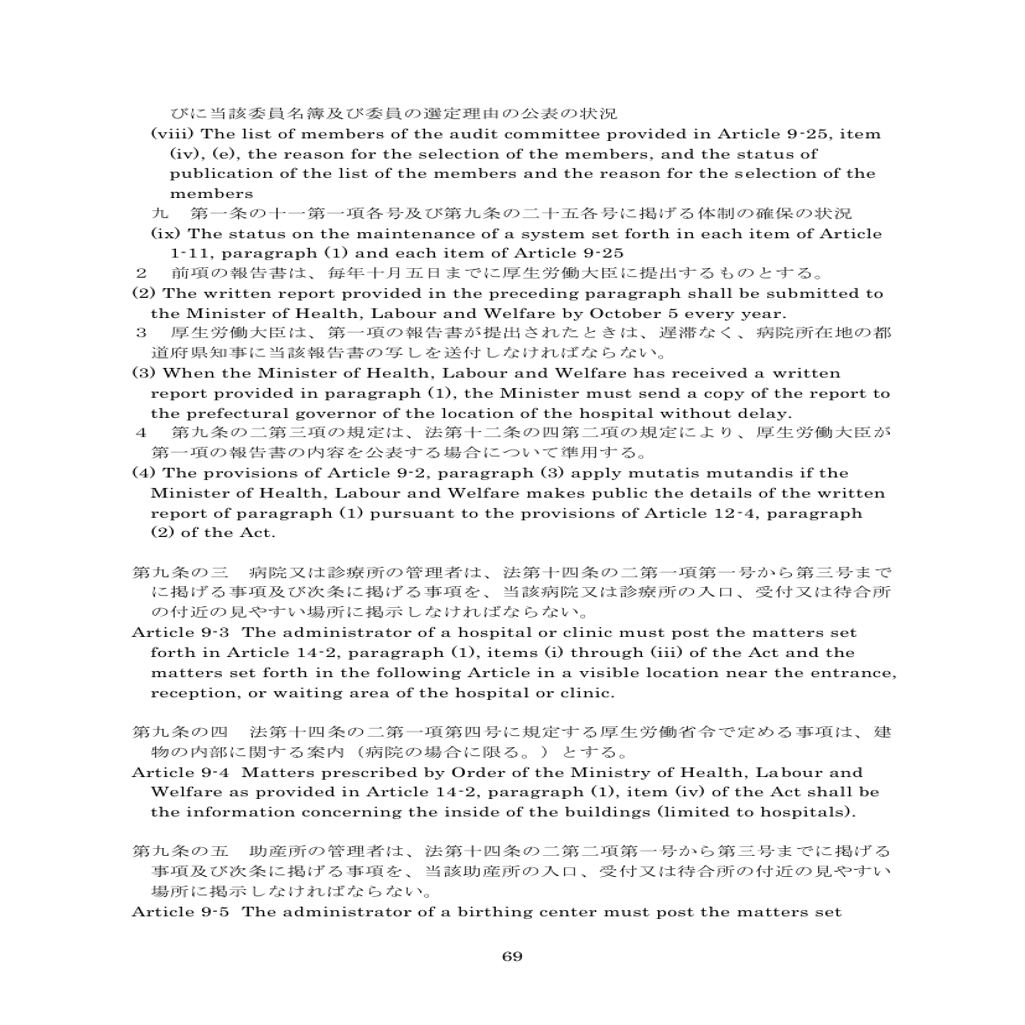 びに当該委員名簿及び委員の選定理由の公表の状況
(viii) The list of members of the audit committee provided in Article 9-25, item
(iv), (e), the reason for the selection of the members, and the status of
publication of the list of the members and the reason for the selection of the
members
九　第一条の十一第一項各号及び第九条の二十五各号に掲げる体制の確保の状況
(ix) The status on the maintenance of a system set forth in each item of Article
1-11, paragraph (1) and each item of Article 9-25
２　前項の報告書は、毎年十月五日までに厚生労働大臣に提出するものとする。
(2) The written report provided in the preceding paragraph shall be submitted to
the Minister of Health, Labour and Welfare by October 5 every year.
３　厚生労働大臣は、第一項の報告書が提出されたときは、遅滞なく、病院所在地の都
道府県知事に当該報告書の写しを送付しなければならない。
(3) When the Minister of Health, Labour and Welfare has received a written
report provided in paragraph (1), the Minister must send a copy of the report to
the prefectural governor of the location of the hospital without delay.
４　第九条の二第三項の規定は、法第十二条の四第二項の規定により、厚生労働大臣が
第一項の報告書の内容を公表する場合について準用する。
(4) The provisions of Article 9-2, paragraph (3) apply mutatis mutandis if the
Minister of Health, Labour and Welfare makes public the details of the written
report of paragraph (1) pursuant to the provisions of Article 12-4, paragraph
(2) of the Act.
第九条の三　病院又は診療所の管理者は、法第十四条の二第一項第一号から第三号まで
に掲げる事項及び次条に掲げる事項を、当該病院又は診療所の入口、受付又は待合所
の付近の見やすい場所に掲示しなければならない。
Article 9-3  The administrator of a hospital or clinic must post the matters set
forth in Article 14-2, paragraph (1), items (i) through (iii) of the Act and the
matters set forth in the following Article in a visible location near the entrance,
reception, or waiting area of the hospital or clinic.
第九条の四　法第十四条の二第一項第四号に規定する厚生労働省令で定める事項は、建
物の内部に関する案内（病院の場合に限る。）とする。
Article 9-4  Matters prescribed by Order of the Ministry of Health, Labour and
Welfare as provided in Article 14-2, paragraph (1), item (iv) of the Act shall be
the information concerning the inside of the buildings (limited to hospitals).
第九条の五　助産所の管理者は、法第十四条の二第二項第一号から第三号までに掲げる
事項及び次条に掲げる事項を、当該助産所の入口、受付又は待合所の付近の見やすい
場所に掲示しなければならない。
Article 9-5  The administrator of a birthing center must post the matters set
69